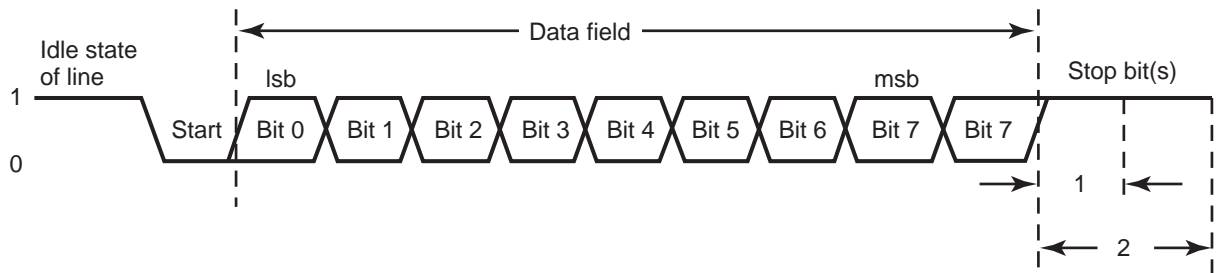 Data field
Idle state
of line
lsb
msb
Stop bit(s)
1
Start
Bit 0
Bit 1
Bit 2
Bit 3
Bit 4
Bit 5
Bit 6
Bit 7
Bit 7
0
1
2